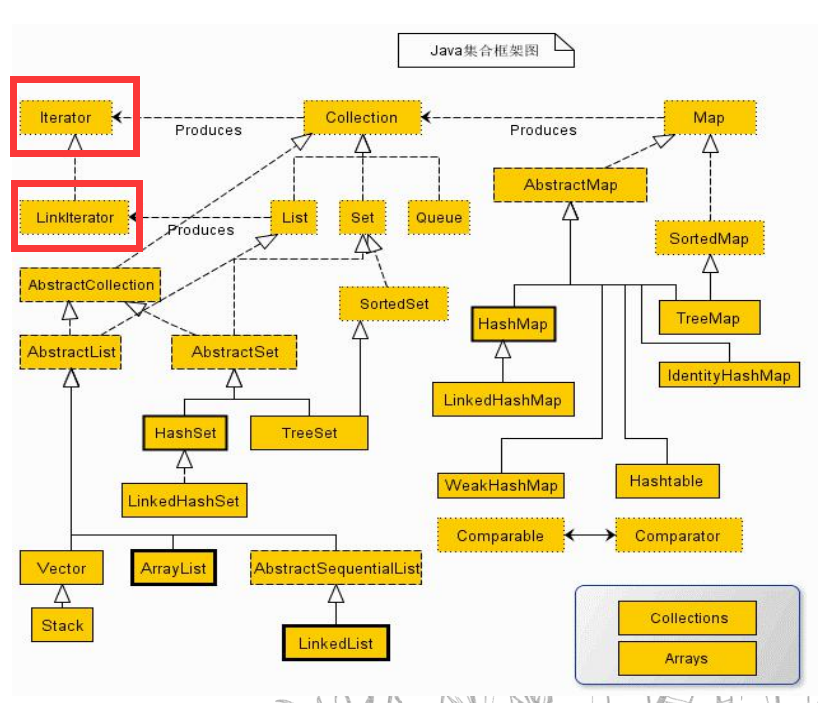 Java集合框架图
Iterator
Collection
Map
Produces
Produces
AbstractMap
LinkIterator
List
Set
Queue
Produces
SortedMap
AbstractCollection
SortedSet
HashMap
TreeMap
AbstractList
AbstractSet
IdentityHashMap
LinkedHashMap
HashSet
TreeSet
WeakHashMap
Hashtable
LinkedHashSet
Comparable
Comparator
Vector
ArrayList
AbstractSequentialList
Stack
Collections
LinkedList
Arrays